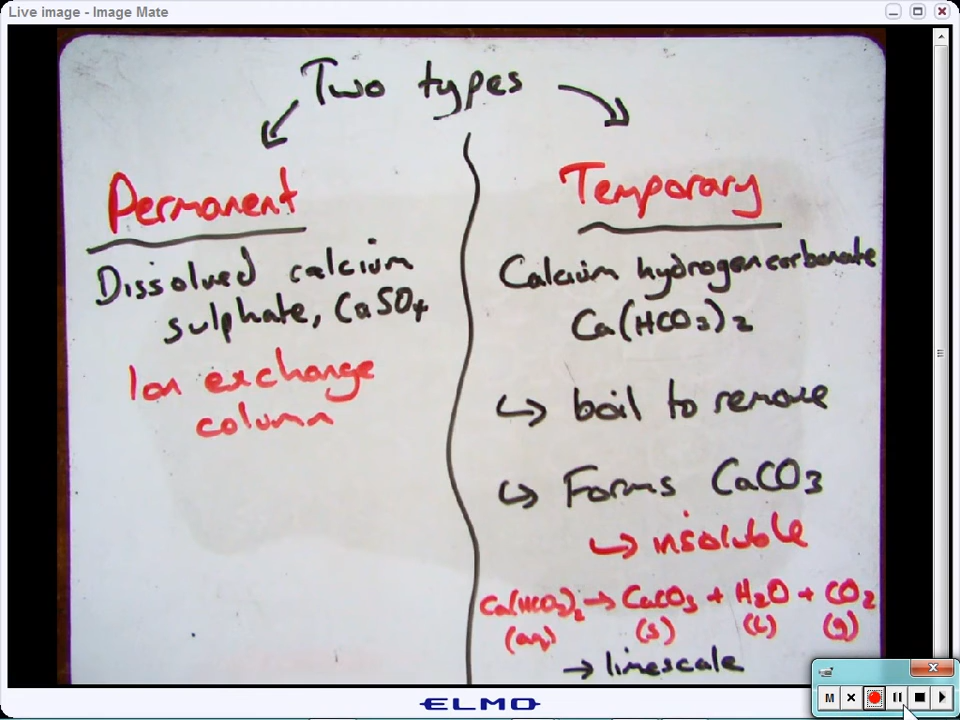 Live image - Image Mate
Two types
Permanent
Dissolved calcium
sulphate, CaSO4
Ion exchange
column
Temporary
Calcium hydrogencarbonate
Ca(HCO3)2
↪ boil to remove
↪ Forms CaCO3
↪ insoluble
Ca(HCO3)2 → CaCO3 + H2O + CO2
(aq) (s) (l) (g)
→ limescale
M
ELMO